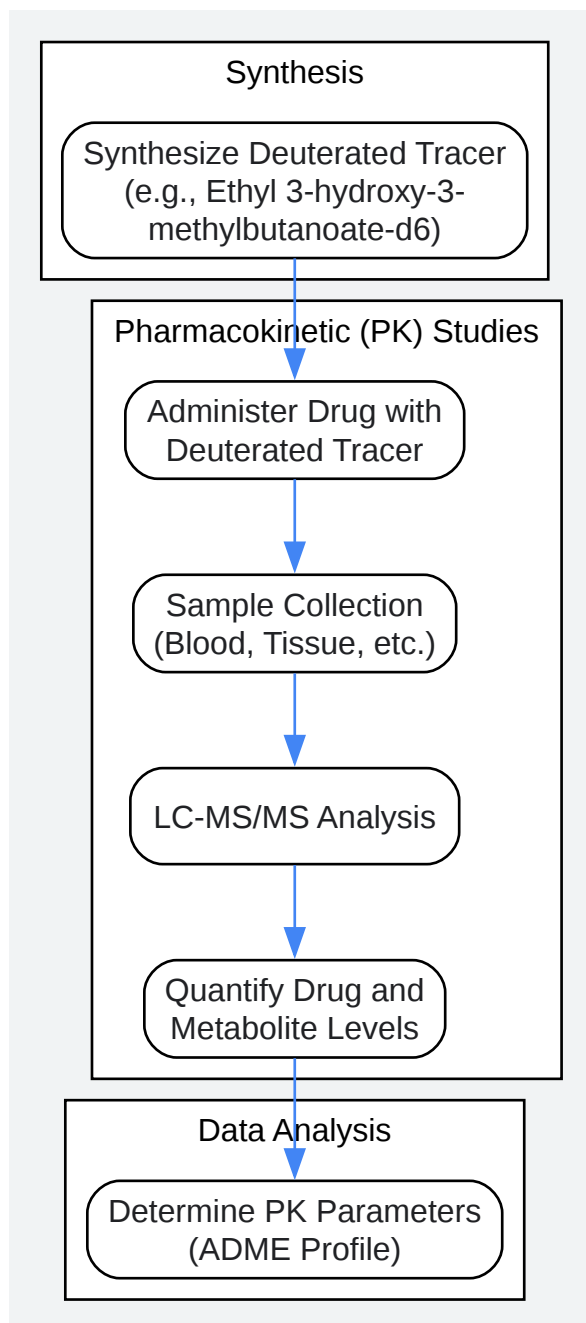 Synthesis
Synthesize Deuterated Tracer
(e.g., Ethyl 3-hydroxy-3-
methylbutanoate-d6)
Pharmacokinetic (PK) Studies
Administer Drug with
Deuterated Tracer
Sample Collection
(Blood, Tissue, etc.)
LC-MS/MS Analysis
Quantify Drug and
Metabolite Levels
Data Analysis
Determine PK Parameters
(ADME Profile)